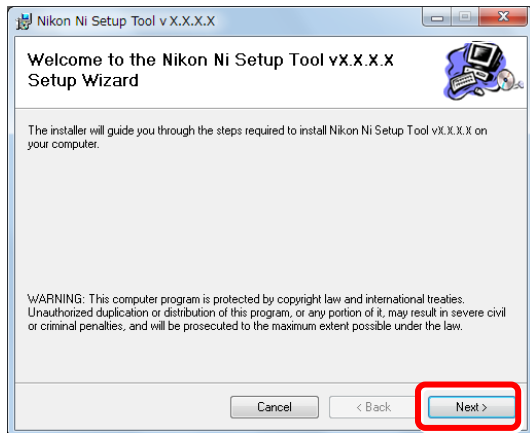 Nikon Ni Setup Tool v X.X.X.X
Welcome to the Nikon Ni Setup Tool vX.X.X.X
Setup Wizard
The installer will guide you through the steps required to install Nikon Ni Setup Tool vX.X.X.X on
your computer.
WARNING: This computer program is protected by copyright law and international treaties.
Unauthorized duplication or distribution of this program, or any portion of it, may result in severe civil
or criminal penalties, and will be prosecuted to the maximum extent possible under the law.
Cancel < Back Next >